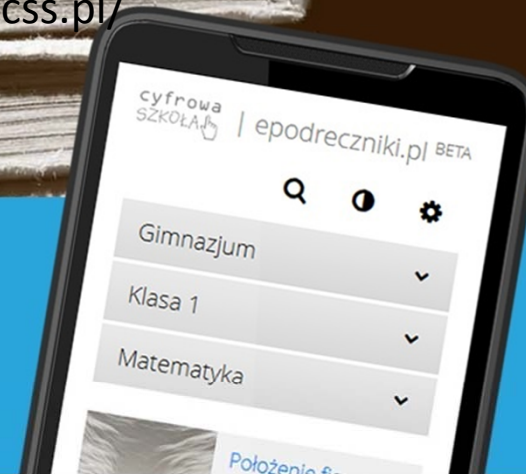 css.pl/
cyfrowa
SZKOŁA | epodreczniki.pl BETA
Gimnazjum
Klasa 1
Matematyka
Położenie